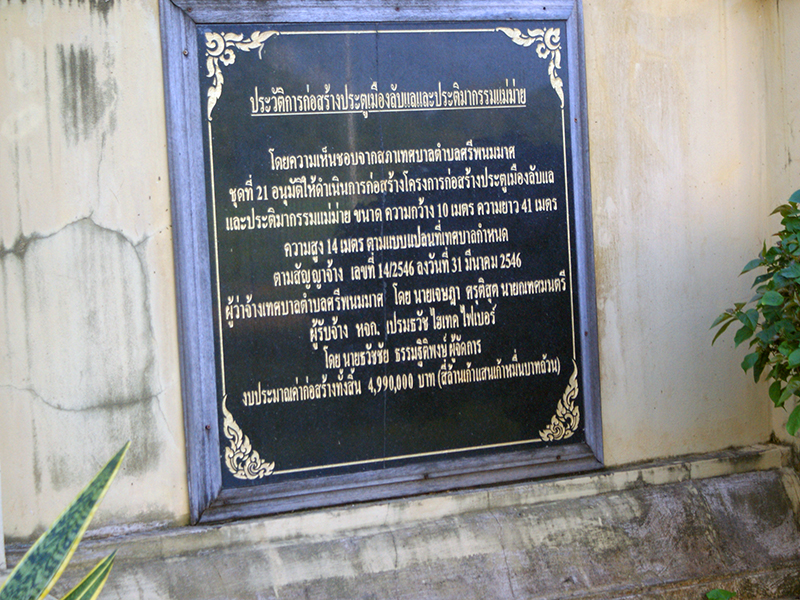 ประวัติการก่อสร้างประตูเมืองลับแลและประติมากรรมแม่ม่าย
โดยความเห็นชอบจากสภาเทศบาลตำบลศรีพนมมาศ
ชุดที่ 21 อนุมัติให้ดำเนินการก่อสร้างโครงการก่อสร้างประตูเมืองลับแล
และประติมากรรมแม่ม่าย ขนาด ความกว้าง 10 เมตร ความยาว 41 เมตร
ความสูง 14 เมตร ตามแบบแปลนที่เทศบาลกำหนด
ตามสัญญาจ้าง เลขที่ 14/2546 ลงวันที่ 31 มีนาคม 2546
ผู้ว่าจ้างเทศบาลตำบลศรีพนมมาศ โดย นายเจษฎา ศรุติสุต นายกเทศมนตรี
ผู้รับจ้าง หจก. เปรมธวัช ไฮเทค ไฟเบอร์
โดย นายธวัชชัย ธรรมฐิติพงษ์ ผู้จัดการ
งบประมาณค่าก่อสร้างทั้งสิ้น 4,990,000 บาท (สี่ล้านเก้าแสนเก้าหมื่นบาทถ้วน)